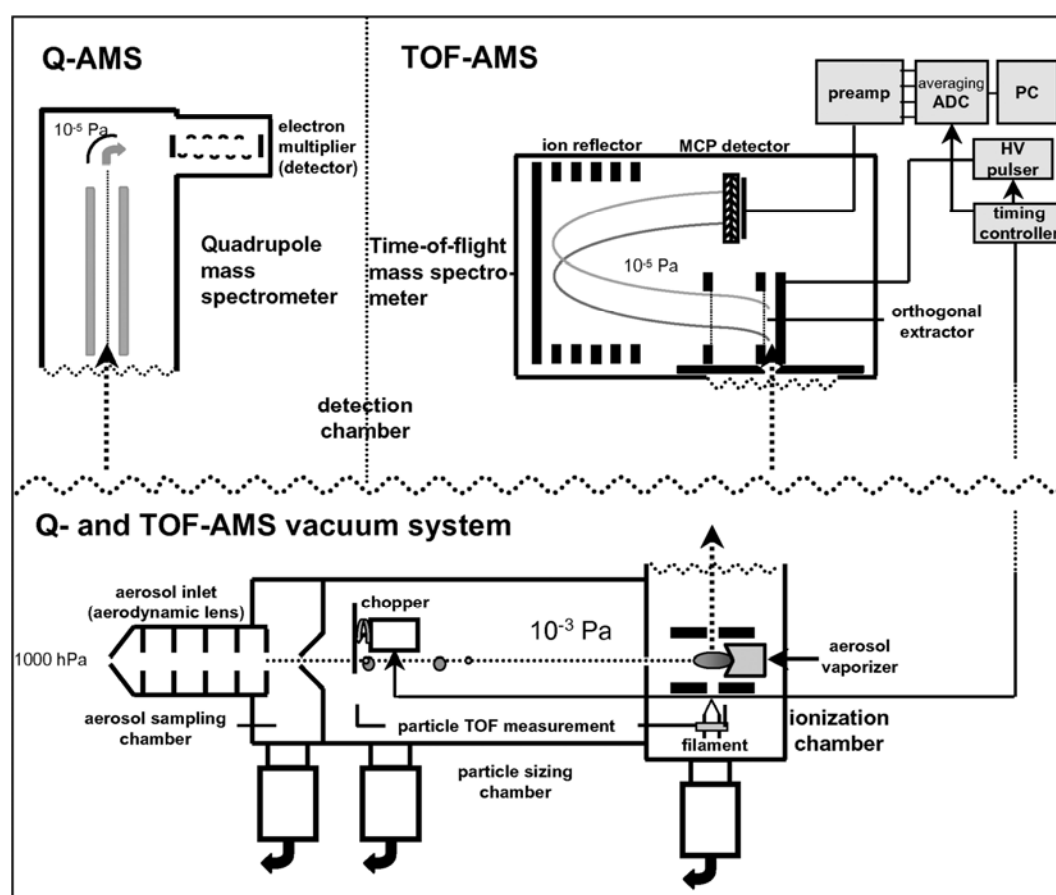 Q-AMS
10⁻⁵ Pa
electron
multiplier
(detector)
Quadrupole
mass
spectrometer
TOF-AMS
preamp
averaging
ADC
PC
HV
pulser
timing
controller
ion reflector
MCP detector
Time-of-flight
mass spectro-
meter
10⁻⁵ Pa
orthogonal
extractor
detection
chamber
Q- and TOF-AMS vacuum system
aerosol inlet
(aerodynamic lens)
chopper
10⁻³ Pa
1000 hPa
aerosol
vaporizer
aerosol sampling
chamber
particle TOF measurement
filament
ionization
chamber
particle sizing
chamber